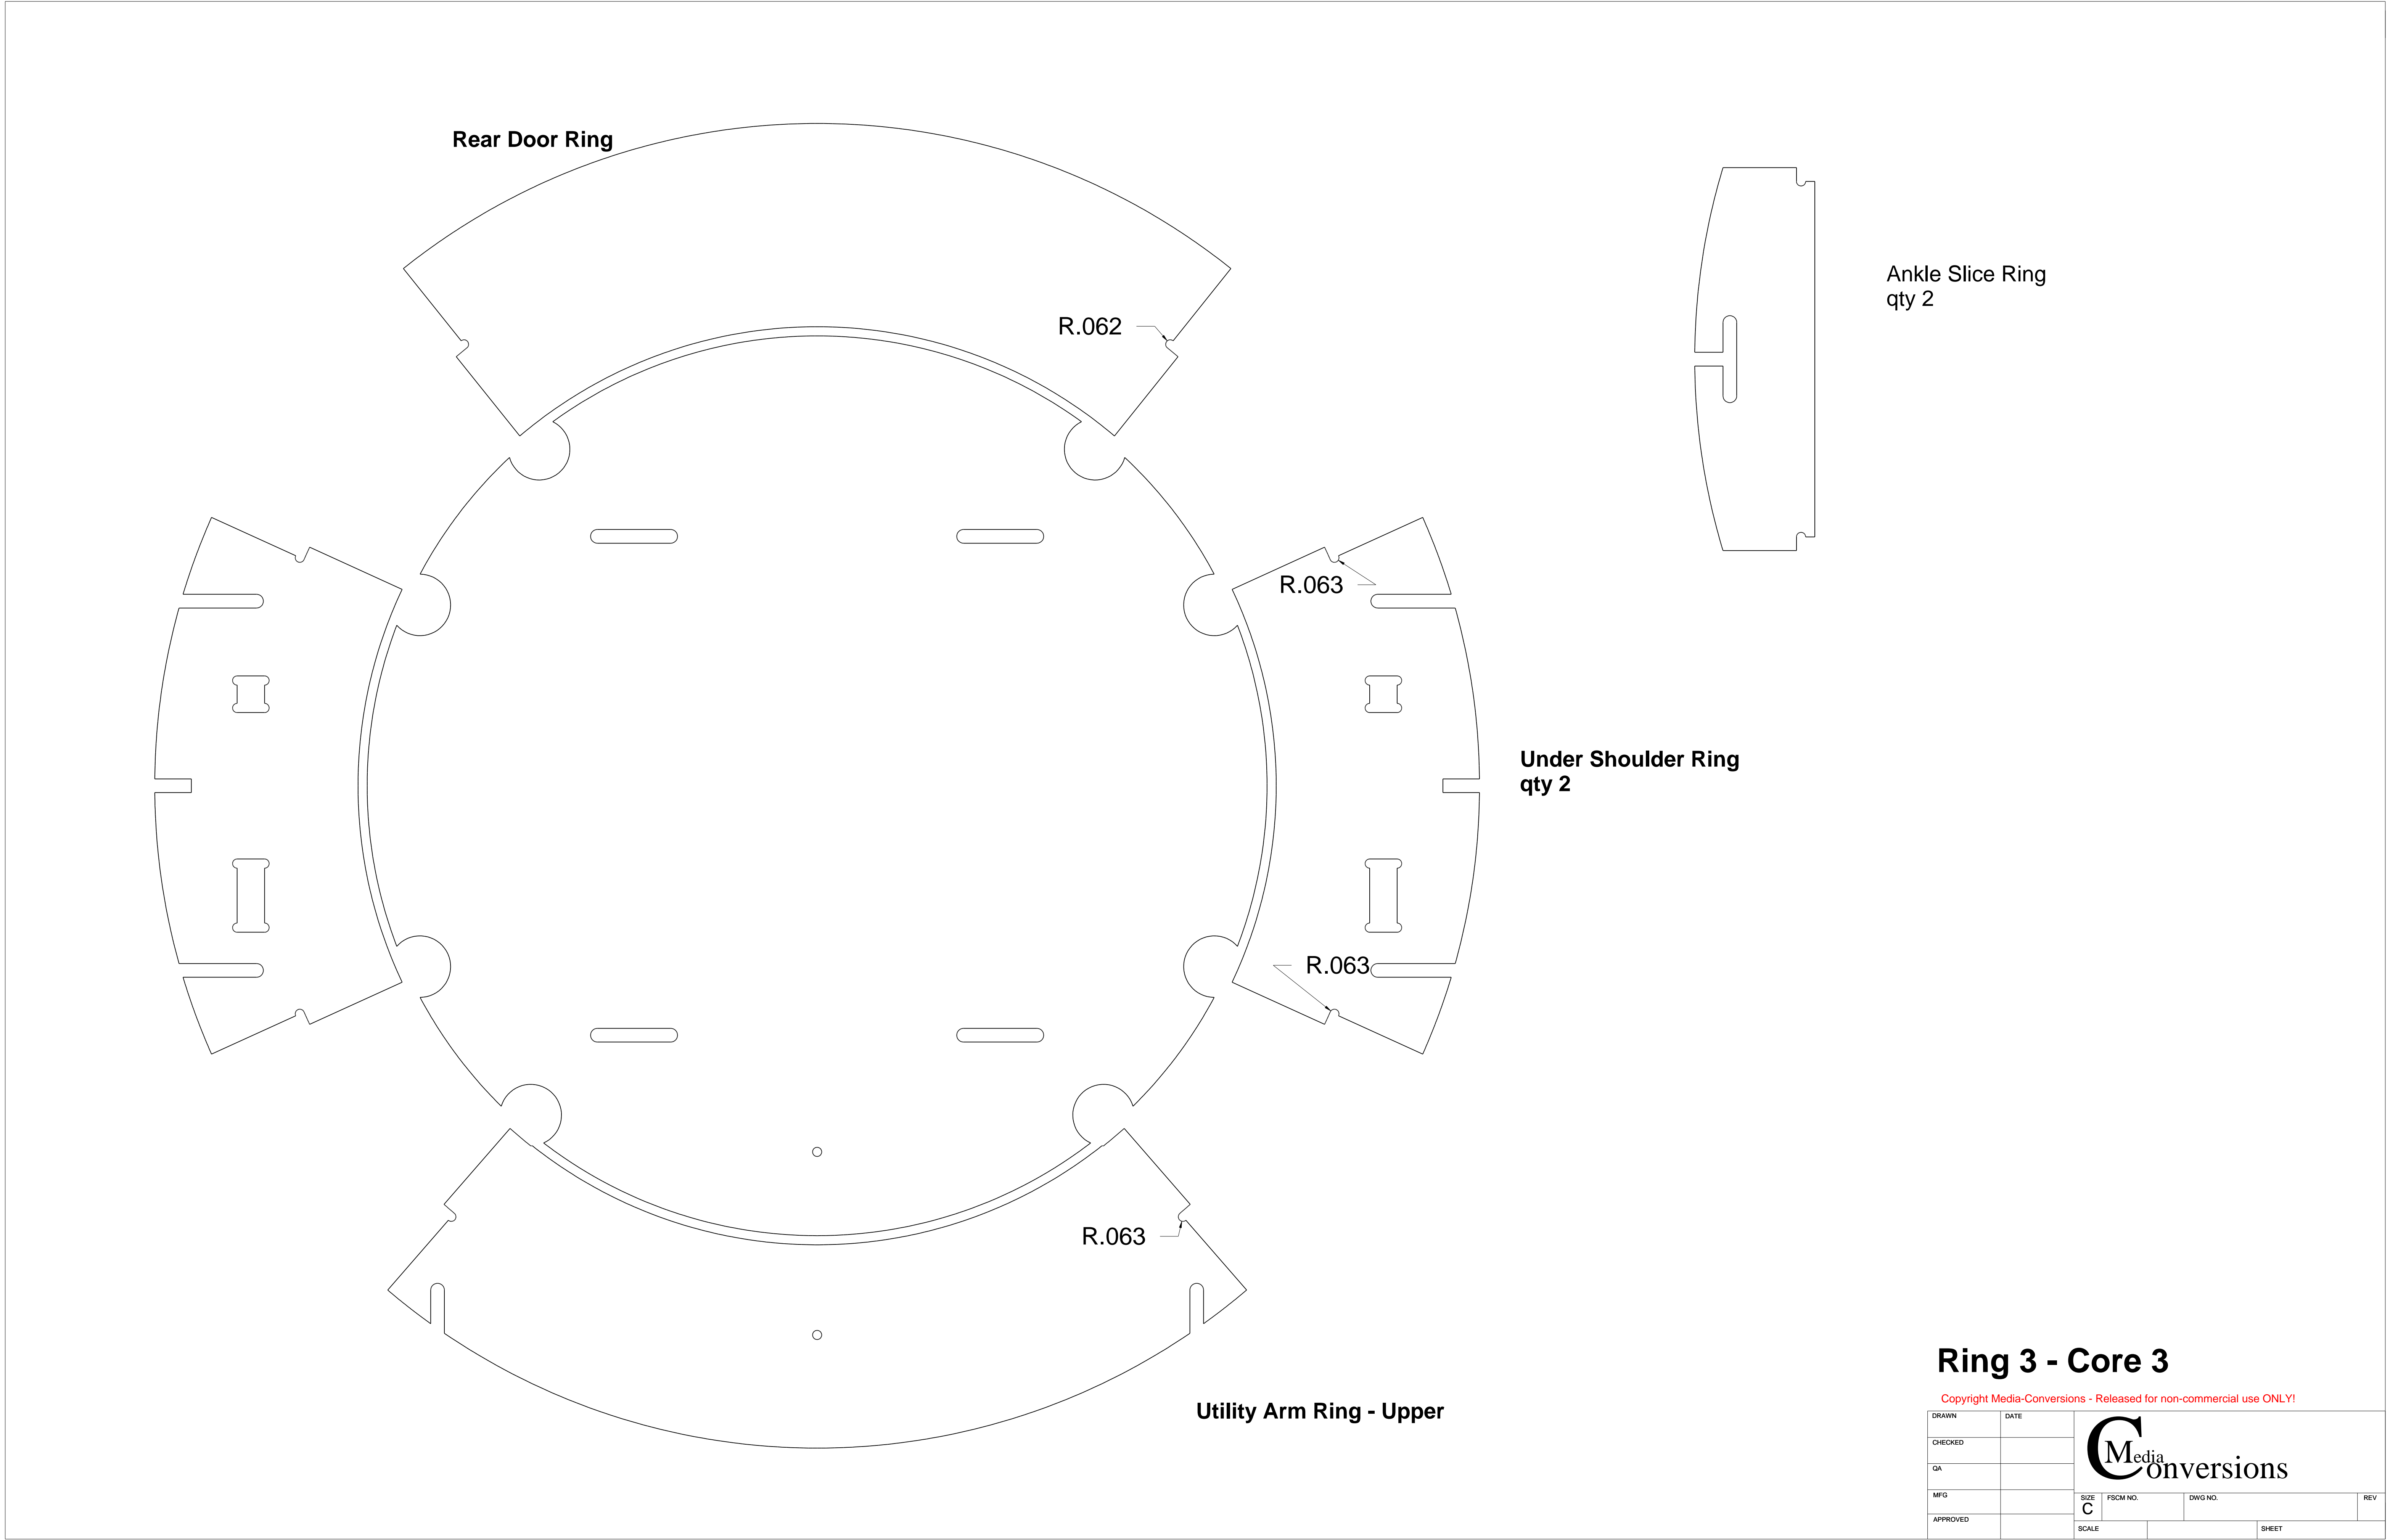 Rear Door Ring
R.062
Ankle Slice Ring
qty 2
R.063
Under Shoulder Ring
qty 2
R.063
R.063
Utility Arm Ring - Upper
Ring 3 - Core 3
Copyright Media-Conversions - Released for non-commercial use ONLY!
DRAWN DATE
CHECKED
QA
MFG
APPROVED
Media Conversions
SIZE FSCM NO. DWG NO. REV
C
SCALE SHEET